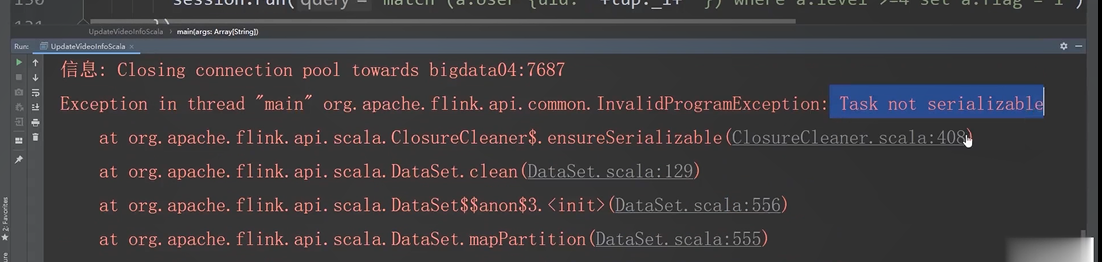 session.run(query = "match (a:User {uid:"+tup._1+"}) where a.level >=4 set a.flag = 1")
UpdateVideoInfoScala › main(args: Array[String])
Run: UpdateVideoInfoScala ×
信息: Closing connection pool towards bigdata04:7687
Exception in thread "main" org.apache.flink.api.common.InvalidProgramException: Task not serializable
at org.apache.flink.api.scala.ClosureCleaner$.ensureSerializable(ClosureCleaner.scala:408)
at org.apache.flink.api.scala.DataSet.clean(DataSet.scala:129)
at org.apache.flink.api.scala.DataSet$$anon$3.<init>(DataSet.scala:556)
at org.apache.flink.api.scala.DataSet.mapPartition(DataSet.scala:555)
2: Favorites